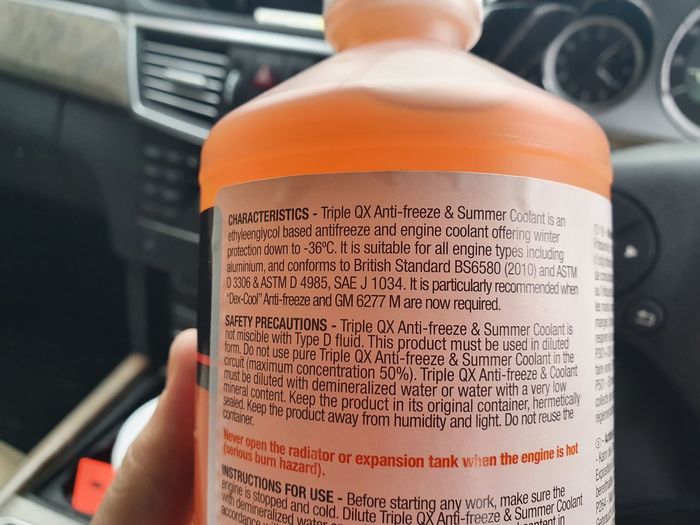 CHARACTERISTICS - Triple QX Anti-freeze & Summer Coolant is an
ethyleenglycol based antifreeze and engine coolant offering winter
protection down to -36ºC. It is suitable for all engine types including
aluminium, and conforms to British Standard BS6580 (2010) and ASTM
D 3306 & ASTM D 4985, SAE J 1034. It is particularly recommended when
"Dex-Cool" Anti-freeze and GM 6277 M are now required.
SAFETY PRECAUTIONS - Triple QX Anti-freeze & Summer Coolant is
not miscible with Type D fluid. This product must be used in diluted
form. Do not use pure Triple QX Anti-freeze & Summer Coolant in the
circuit (maximum concentration 50%). Triple QX Anti-freeze & Coolant
must be diluted with demineralized water or water with a very low
mineral content. Keep the product in its original container, hermetically
sealed. Keep the product away from humidity and light. Do not reuse the
container.
Never open the radiator or expansion tank when the engine is hot
(serious burn hazard).
INSTRUCTIONS FOR USE - Before starting any work, make sure the
engine is stopped and cold. Dilute Triple QX Anti-freeze & Summer Coolant
with demineralized water
accordance